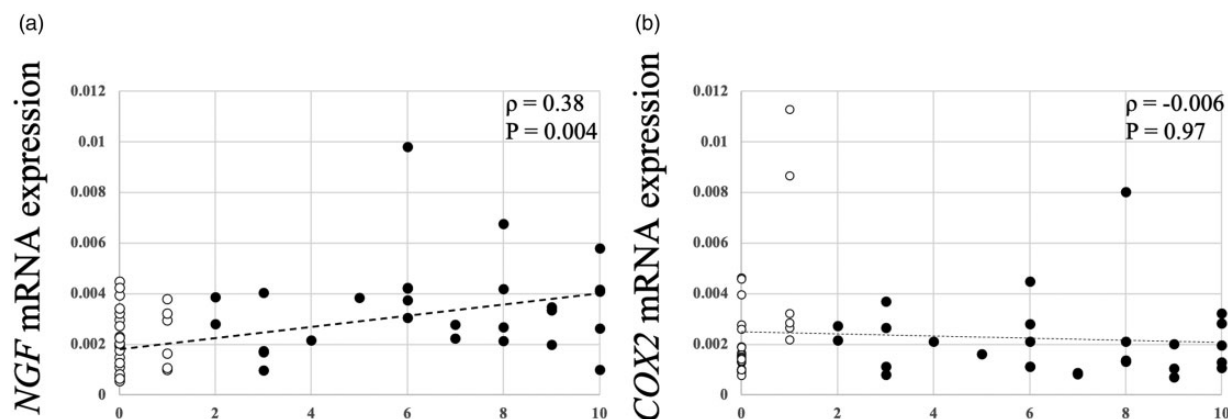 (a)
NGF mRNA expression
0.012
0.01
0.008
0.006
0.004
0.002
0
ρ = 0.38
P = 0.004
0 2 4 6 8 10
(b)
COX2 mRNA expression
0.012
0.01
0.008
0.006
0.004
0.002
0
ρ = -0.006
P = 0.97
0 2 4 6 8 10